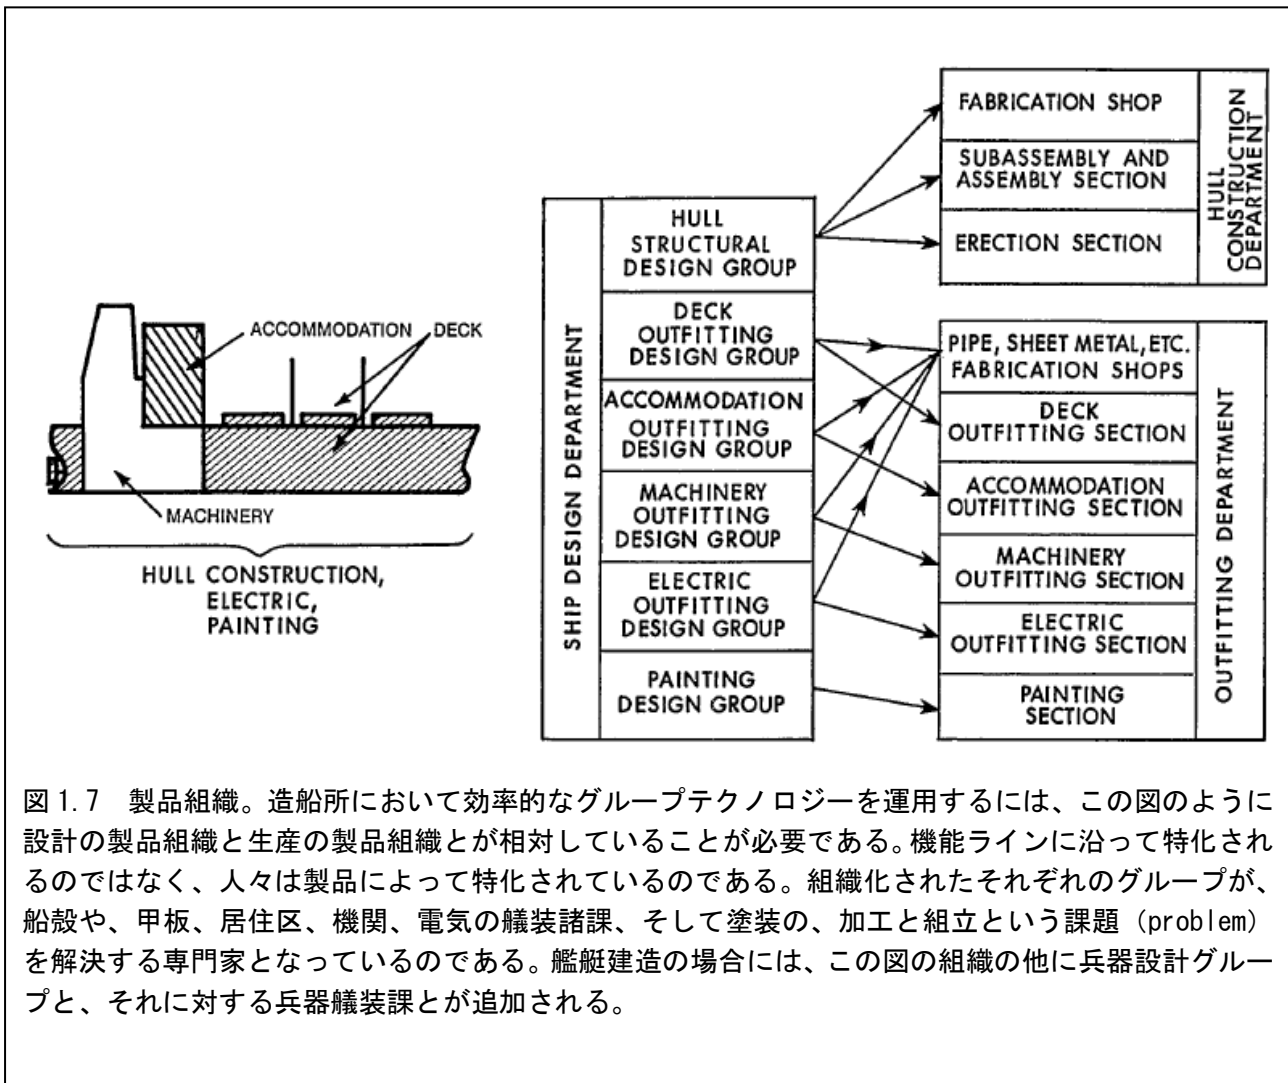 ACCOMMODATION
DECK
MACHINERY
HULL CONSTRUCTION,
ELECTRIC,
PAINTING
SHIP DESIGN DEPARTMENT
HULL
STRUCTURAL
DESIGN GROUP
DECK
OUTFITTING
DESIGN GROUP
ACCOMMODATION
OUTFITTING
DESIGN GROUP
MACHINERY
OUTFITTING
DESIGN GROUP
ELECTRIC
OUTFITTING
DESIGN GROUP
PAINTING
DESIGN GROUP
FABRICATION SHOP
SUBASSEMBLY AND
ASSEMBLY SECTION
ERECTION SECTION
HULL
CONSTRUCTION
DEPARTMENT
PIPE, SHEET METAL, ETC.
FABRICATION SHOPS
DECK
OUTFITTING SECTION
ACCOMMODATION
OUTFITTING SECTION
MACHINERY
OUTFITTING SECTION
ELECTRIC
OUTFITTING SECTION
PAINTING
SECTION
OUTFITTING DEPARTMENT
図 1.7　製品組織。造船所において効率的なグループテクノロジーを運用するには、この図のように
設計の製品組織と生産の製品組織とが相対していることが必要である。機能ラインに沿って特化され
るのではなく、人々は製品によって特化されているのである。組織化されたそれぞれのグループが、
船殻や、甲板、居住区、機関、電気の艤装諸課、そして塗装の、加工と組立という課題（problem）
を解決する専門家となっているのである。艦艇建造の場合には、この図の組織の他に兵器設計グルー
プと、それに対する兵器艤装課とが追加される。